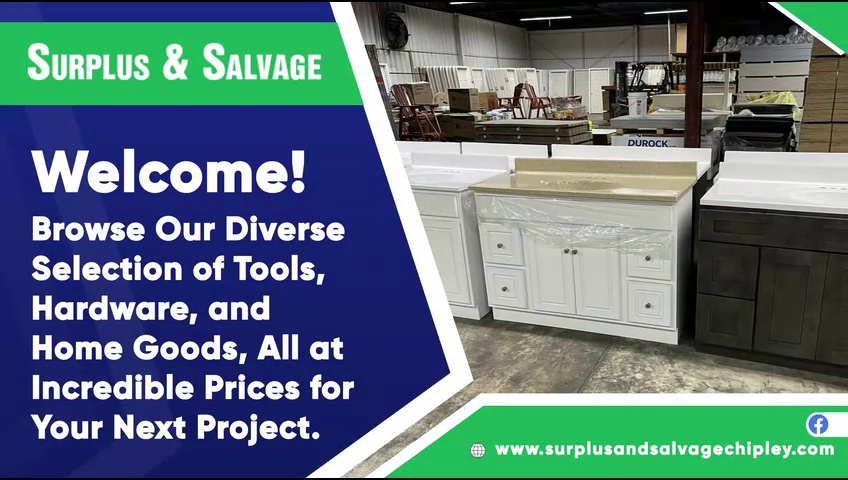 SURPLUS & SALVAGE
Welcome!
Browse Our Diverse
Selection of Tools,
Hardware, and
Home Goods, All at
Incredible Prices for
Your Next Project.
DUROCK
www.surplusandsalvagechipley.com